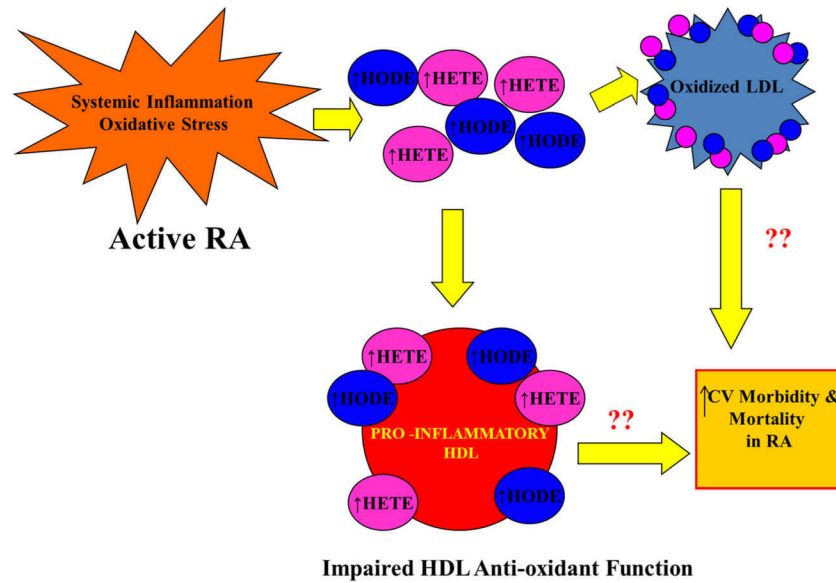 Systemic Inflammation
Oxidative Stress
Active RA
↑HODE
↑HETE
↑HETE
↑HODE
↑HODE
↑HETE
Oxidized LDL
??
↑HETE
↑HODE
↑HODE
↑HETE
PRO -INFLAMMATORY
HDL
↑HETE
↑HODE
??
↑CV Morbidity &
Mortality
in RA
Impaired HDL Anti-oxidant Function